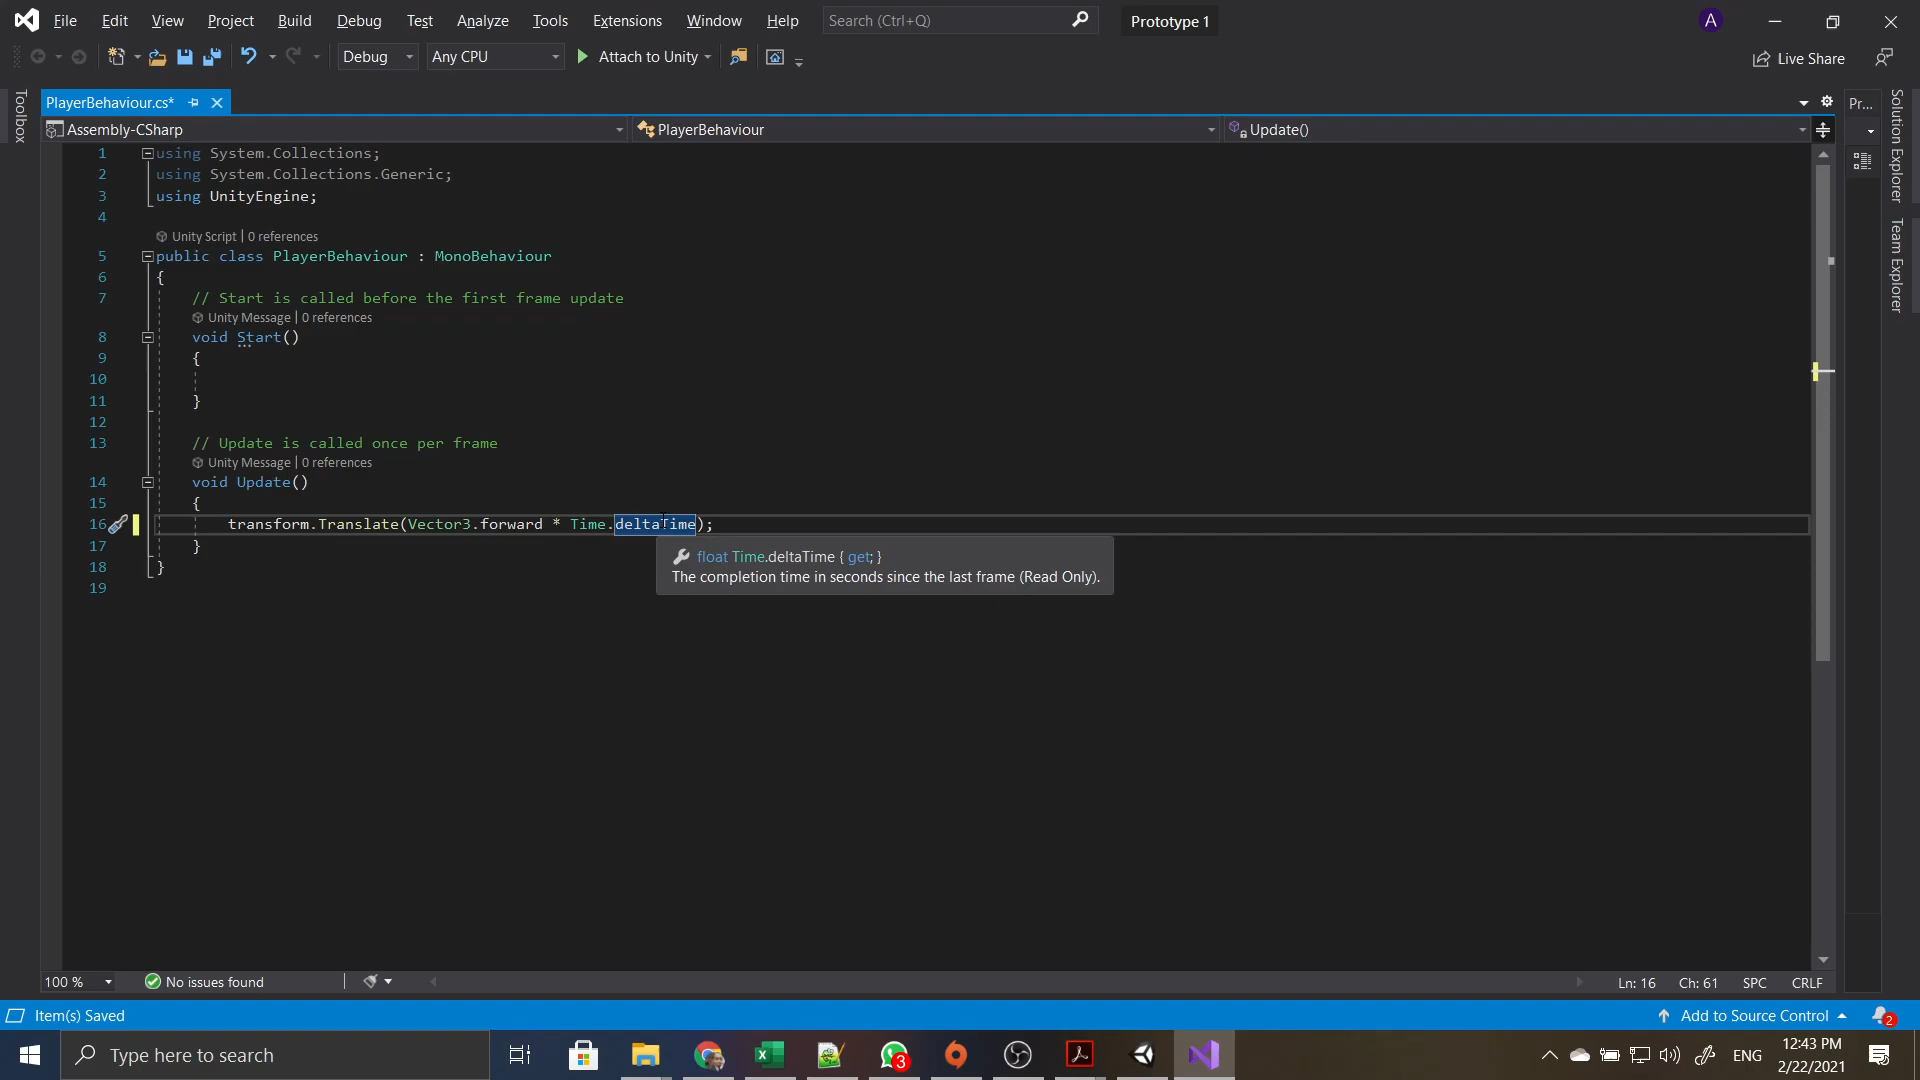 File Edit View Project Build Debug Test Analyze Tools Extensions Window Help Search (Ctrl+Q) Prototype 1 A
Debug Any CPU Attach to Unity Live Share
Toolbox
PlayerBehaviour.cs*
Pr...
Solution Explorer
Team Explorer
Assembly-CSharp PlayerBehaviour Update()
1 using System.Collections;
2 using System.Collections.Generic;
3 using UnityEngine;
4
Unity Script | 0 references
5 public class PlayerBehaviour : MonoBehaviour
6 {
7 // Start is called before the first frame update
Unity Message | 0 references
8 void Start()
9 {
10
11 }
12
13 // Update is called once per frame
Unity Message | 0 references
14 void Update()
15 {
16 transform.Translate(Vector3.forward * Time.deltaTime);
17 }
18 }
19
float Time.deltaTime { get; }
The completion time in seconds since the last frame (Read Only).
100 % No issues found Ln: 16 Ch: 61 SPC CRLF
Item(s) Saved Add to Source Control 2
Type here to search 3 ENG 12:43 PM
2/22/2021